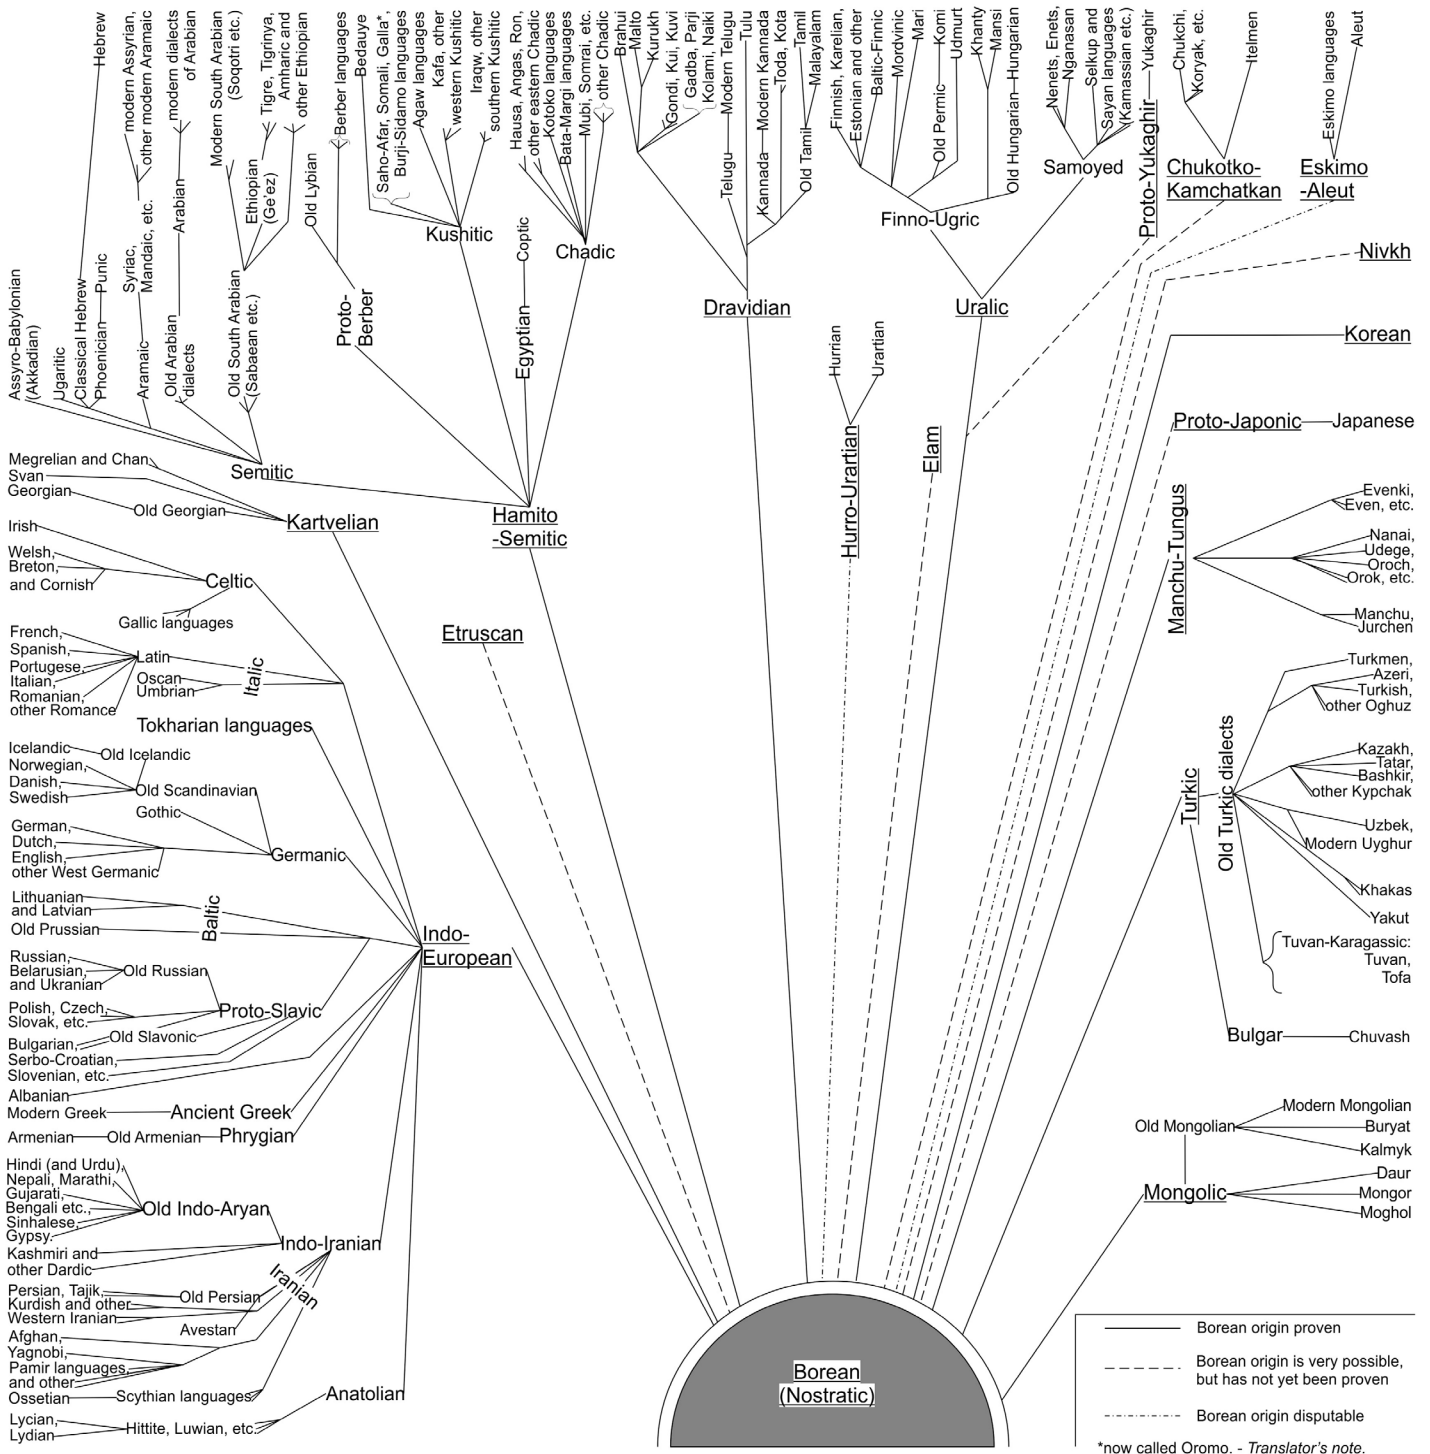 Hebrew
modern Assyrian,
other modern Aramaic
modern dialects
of Arabian
Modern South Arabian
(Soqotri etc.)
Tigre, Tigrinya,
Amharic and
other Ethiopian
Berber languages
Bedauye
Saho-Afar, Somali, Galla*,
Burji-Sidamo languages
Agaw languages
Kafa, other
western Kushitic
Iraqw, other
southern Kushitic
Hausa, Angas, Ron,
other eastern Chadic
Kotoko languages
Bata-Margi languages
Mubi, Somrai, etc.
other Chadic
Brahui
Malto
Kurukh
Gondi, Kui, Kuvi
Gadba, Parji
Kolami, Naiki
Modern Telugu
Tulu
Modern Kannada
Toda, Kota
Tamil
Malayalam
Finnish, Karelian,
Estonian and other
Baltic-Finnic
Mordvinic
Mari
Komi
Udmurt
Khanty
Mansi
Hungarian
Nenets, Enets,
Nganasan
Selkup and
Sayan languages
(Kamassian etc.)
Yukaghir
Chukchi,
Koryak, etc.
Itelmen
Eskimo languages
Aleut
Assyro-Babylonian
(Akkadian)
Ugaritic
Classical Hebrew
Phoenician
Punic
Syriac,
Mandaic, etc.
Aramaic
Arabian
Old Arabian
dialects
Old South Arabian
(Sabaean etc.)
Ethiopian
(Ge'ez)
Old Lybian
Proto-
Berber
Kushitic
Egyptian
Coptic
Chadic
Telugu
Kannada
Old Tamil
Old Permic
Old Hungarian
Finno-Ugric
Samoyed
Proto-Yukaghir
Chukotko-
Kamchatkan
Eskimo
-Aleut
Nivkh
Dravidian
Uralic
Hurrian
Urartian
Korean
Hurro-Urartian
Elam
Proto-Japonic
Japanese
Semitic
Hamito
-Semitic
Megrelian and Chan
Svan
Georgian
Old Georgian
Kartvelian
Irish
Welsh,
Breton,
and Cornish
Celtic
Gallic languages
Etruscan
French,
Spanish,
Portugese,
Italian,
Romanian,
other Romance
Latin
Oscan
Umbrian
Italic
Tokharian languages
Icelandic
Old Icelandic
Norwegian,
Danish,
Swedish
Old Scandinavian
Gothic
German,
Dutch,
English,
other West Germanic
Germanic
Lithuanian
and Latvian
Old Prussian
Baltic
Indo-
European
Russian,
Belarusian,
and Ukranian
Old Russian
Polish, Czech,
Slovak, etc.
Proto-Slavic
Old Slavonic
Bulgarian,
Serbo-Croatian,
Slovenian, etc.
Albanian
Modern Greek
Ancient Greek
Armenian
Old Armenian
Phrygian
Hindi (and Urdu),
Nepali, Marathi,
Gujarati,
Bengali etc.,
Sinhalese,
Gypsy.
Old Indo-Aryan
Kashmiri and
other Dardic
Indo-Iranian
Iranian
Persian, Tajik,
Kurdish and other
Western Iranian
Old Persian
Avestan
Afghan,
Yagnobi,
Pamir languages,
and other
Ossetian
Scythian languages
Anatolian
Lycian,
Lydian
Hittite, Luwian, etc.
Manchu-Tungus
Evenki,
Even, etc.
Nanai,
Udege,
Oroch,
Orok, etc.
Manchu,
Jurchen
Turkic
Old Turkic dialects
Turkmen,
Azeri,
Turkish,
other Oghuz
Kazakh,
Tatar,
Bashkir,
other Kypchak
Uzbek,
Modern Uyghur
Khakas
Yakut
Tuvan-Karagassic:
Tuvan,
Tofa
Bulgar
Chuvash
Old Mongolian
Modern Mongolian
Buryat
Kalmyk
Mongolic
Daur
Mongor
Moghol
Borean
(Nostratic)
Borean origin proven
Borean origin is very possible,
but has not yet been proven
Borean origin disputable
*now called Oromo. - Translator's note.